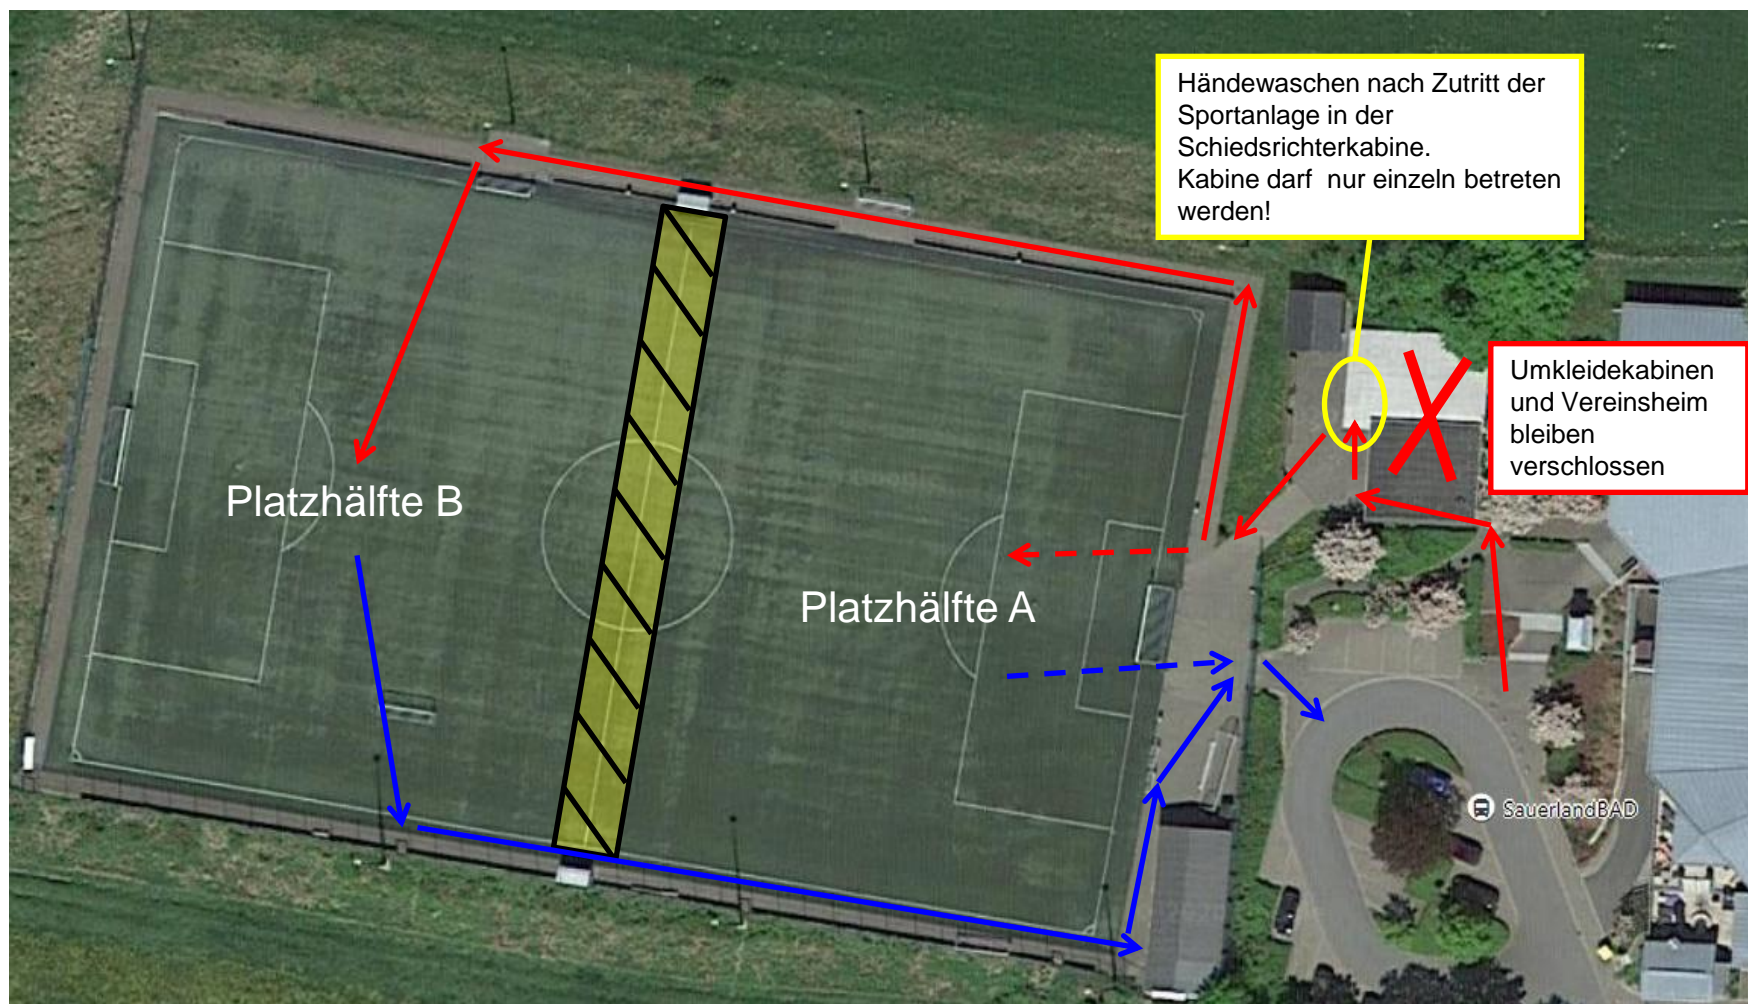 Händewaschen nach Zutritt der
Sportanlage in der
Schiedsrichterkabine.
Kabine darf  nur einzeln betreten
werden!
Umkleidekabinen
und Vereinsheim
bleiben
verschlossen
Platzhälfte B
Platzhälfte A
SauerlandBAD